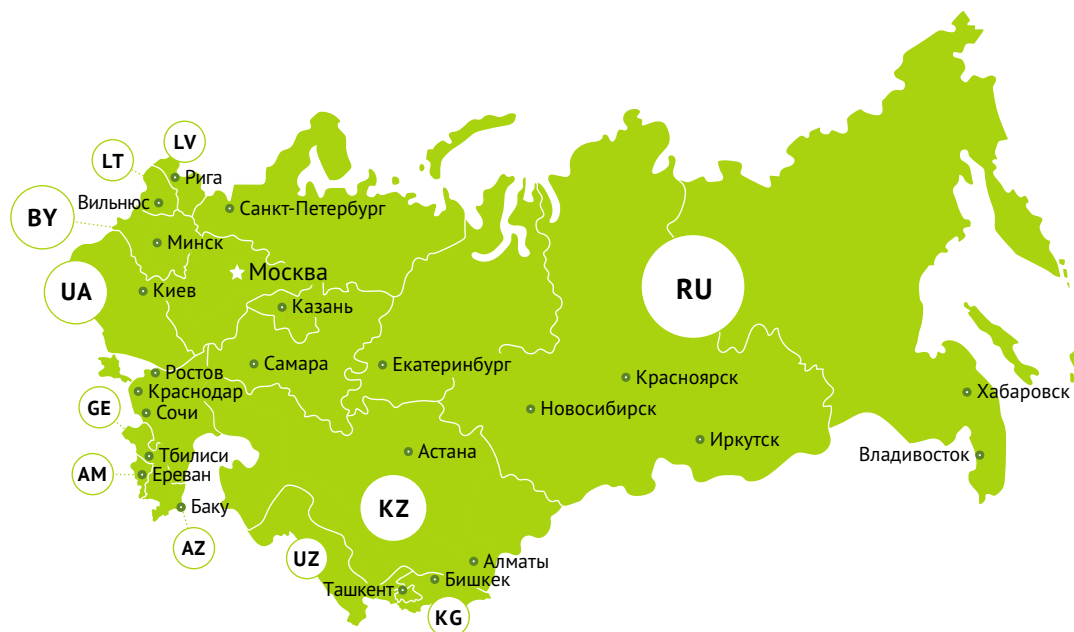 LV
LT
Рига
Вильнюс
Санкт-Петербург
BY
Минск
Москва
UA
Киев
RU
Казань
Ростов
Самара
Екатеринбург
Красноярск
Краснодар
Хабаровск
GE
Сочи
Новосибирск
Иркутск
Тбилиси
Астана
Владивосток
AM
Ереван
Баку
KZ
AZ
UZ
Алматы
Бишкек
Ташкент
KG